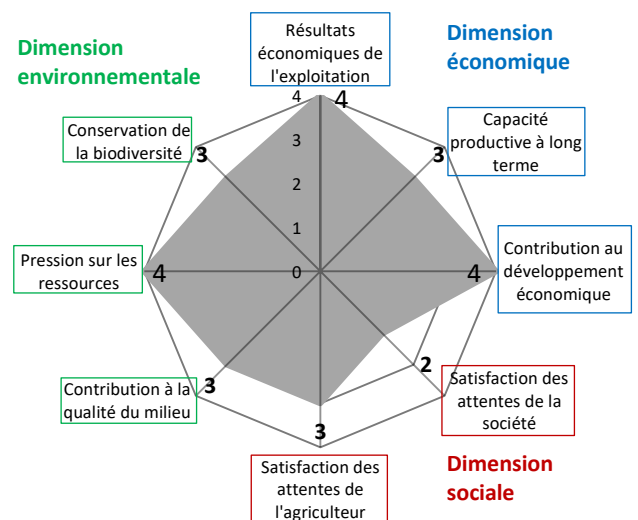 Dimension
environnementale
Résultats
économiques de
l'exploitation
Dimension
économique
Conservation de
la biodiversité
Capacité
productive à long
terme
4
4
3
3
3
2
1
0
Pression sur les
ressources
4
4
Contribution au
développement
économique
Contribution à la
qualité du milieu
3
2
Satisfaction des
attentes de la
société
3
Satisfaction des
attentes de
l'agriculteur
Dimension
sociale